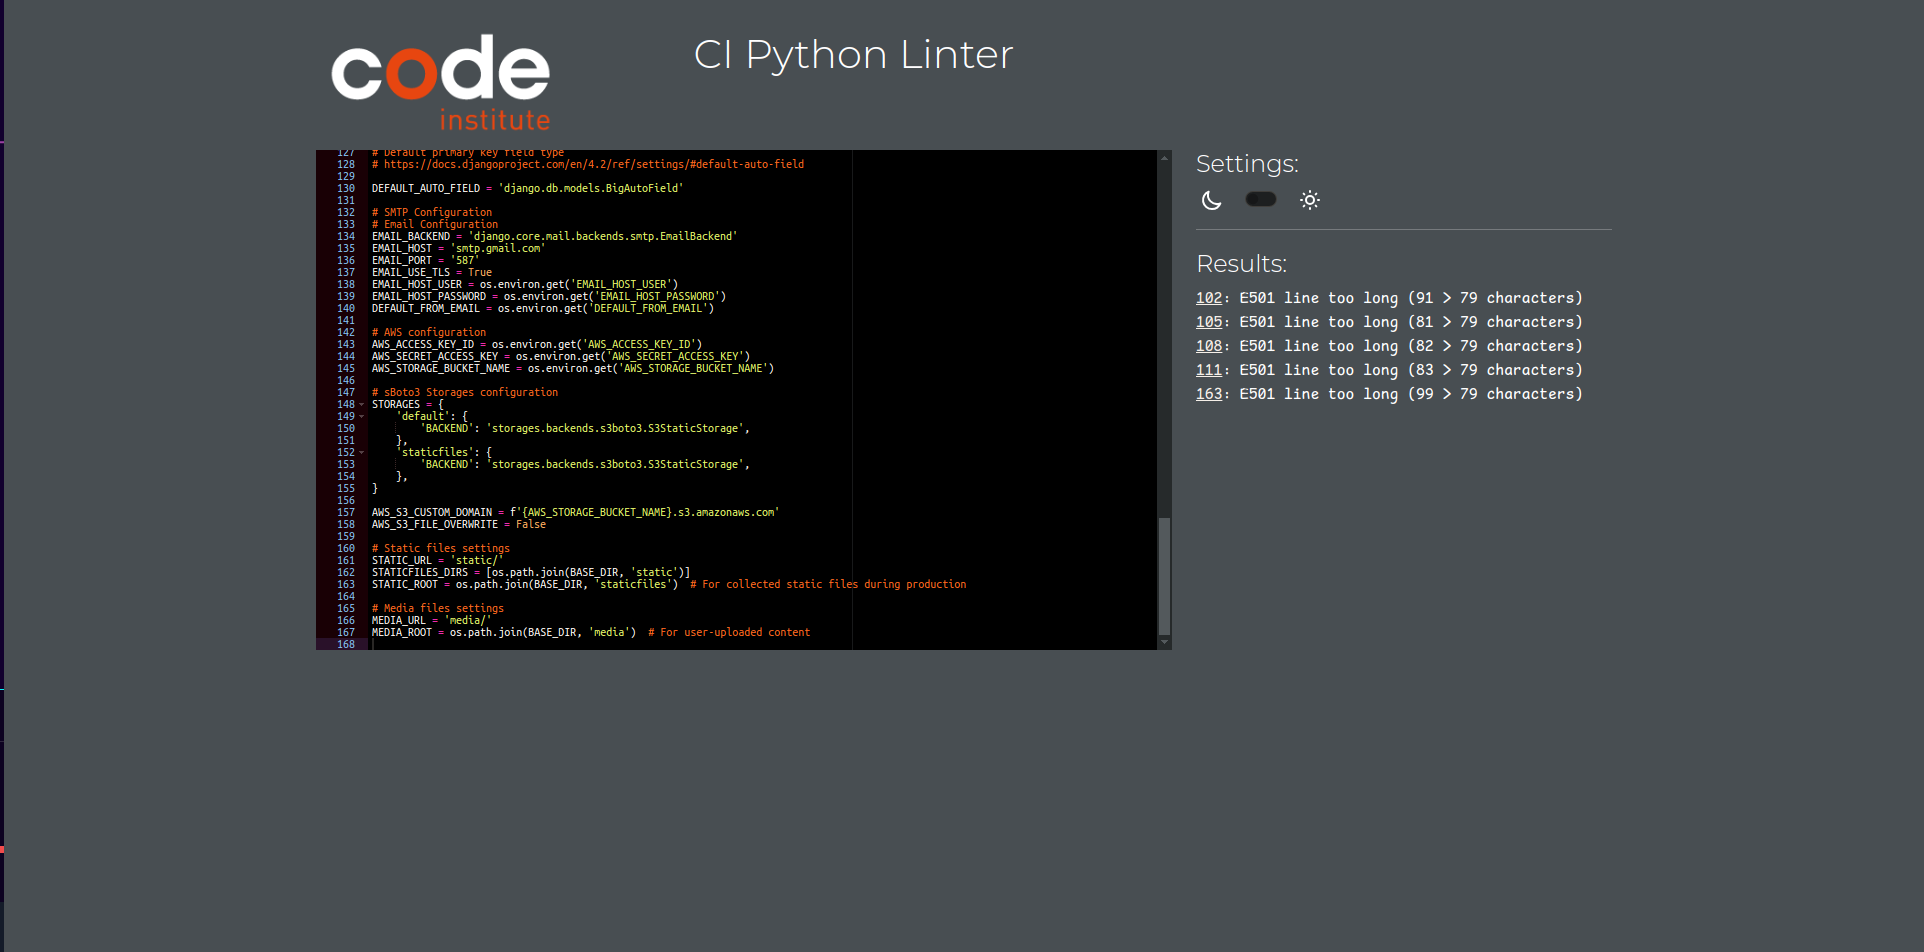 code
institute
CI Python Linter
127 # Default primary key field type
128 # https://docs.djangoproject.com/en/4.2/ref/settings/#default-auto-field
129
130 DEFAULT_AUTO_FIELD = 'django.db.models.BigAutoField'
131
132 # SMTP Configuration
133 # Email Configuration
134 EMAIL_BACKEND = 'django.core.mail.backends.smtp.EmailBackend'
135 EMAIL_HOST = 'smtp.gmail.com'
136 EMAIL_PORT = '587'
137 EMAIL_USE_TLS = True
138 EMAIL_HOST_USER = os.environ.get('EMAIL_HOST_USER')
139 EMAIL_HOST_PASSWORD = os.environ.get('EMAIL_HOST_PASSWORD')
140 DEFAULT_FROM_EMAIL = os.environ.get('DEFAULT_FROM_EMAIL')
141
142 # AWS configuration
143 AWS_ACCESS_KEY_ID = os.environ.get('AWS_ACCESS_KEY_ID')
144 AWS_SECRET_ACCESS_KEY = os.environ.get('AWS_SECRET_ACCESS_KEY')
145 AWS_STORAGE_BUCKET_NAME = os.environ.get('AWS_STORAGE_BUCKET_NAME')
146
147 # sBoto3 Storages configuration
148 STORAGES = {
149     'default': {
150         'BACKEND': 'storages.backends.s3boto3.S3StaticStorage',
151     },
152     'staticfiles': {
153         'BACKEND': 'storages.backends.s3boto3.S3StaticStorage',
154     },
155 }
156
157 AWS_S3_CUSTOM_DOMAIN = f'{AWS_STORAGE_BUCKET_NAME}.s3.amazonaws.com'
158 AWS_S3_FILE_OVERWRITE = False
159
160 # Static files settings
161 STATIC_URL = 'static/'
162 STATICFILES_DIRS = [os.path.join(BASE_DIR, 'static')]
163 STATIC_ROOT = os.path.join(BASE_DIR, 'staticfiles')  # For collected static files during production
164
165 # Media files settings
166 MEDIA_URL = 'media/'
167 MEDIA_ROOT = os.path.join(BASE_DIR, 'media')  # For user-uploaded content
168
Settings:
Results:
102: E501 line too long (91 > 79 characters)
105: E501 line too long (81 > 79 characters)
108: E501 line too long (82 > 79 characters)
111: E501 line too long (83 > 79 characters)
163: E501 line too long (99 > 79 characters)